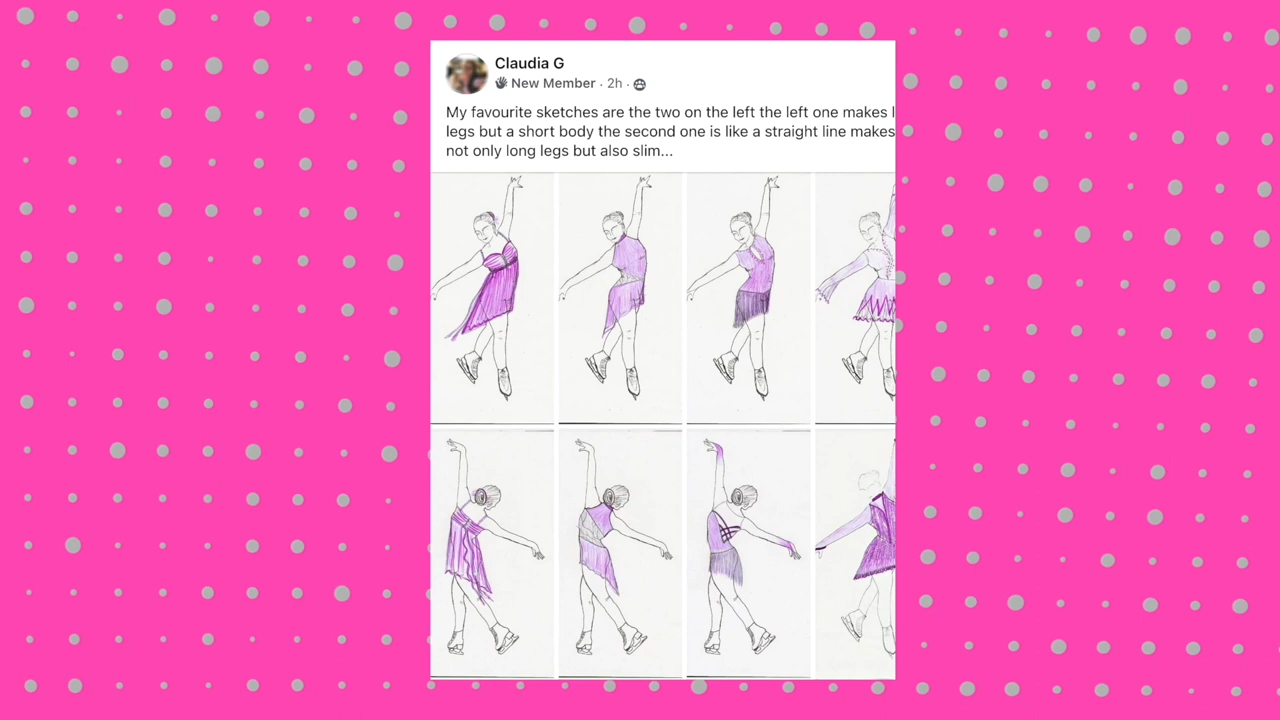 Claudia G
New Member · 2h ·
My favourite sketches are the two on the left the left one makes l
legs but a short body the second one is like a straight line makes
not only long legs but also slim...